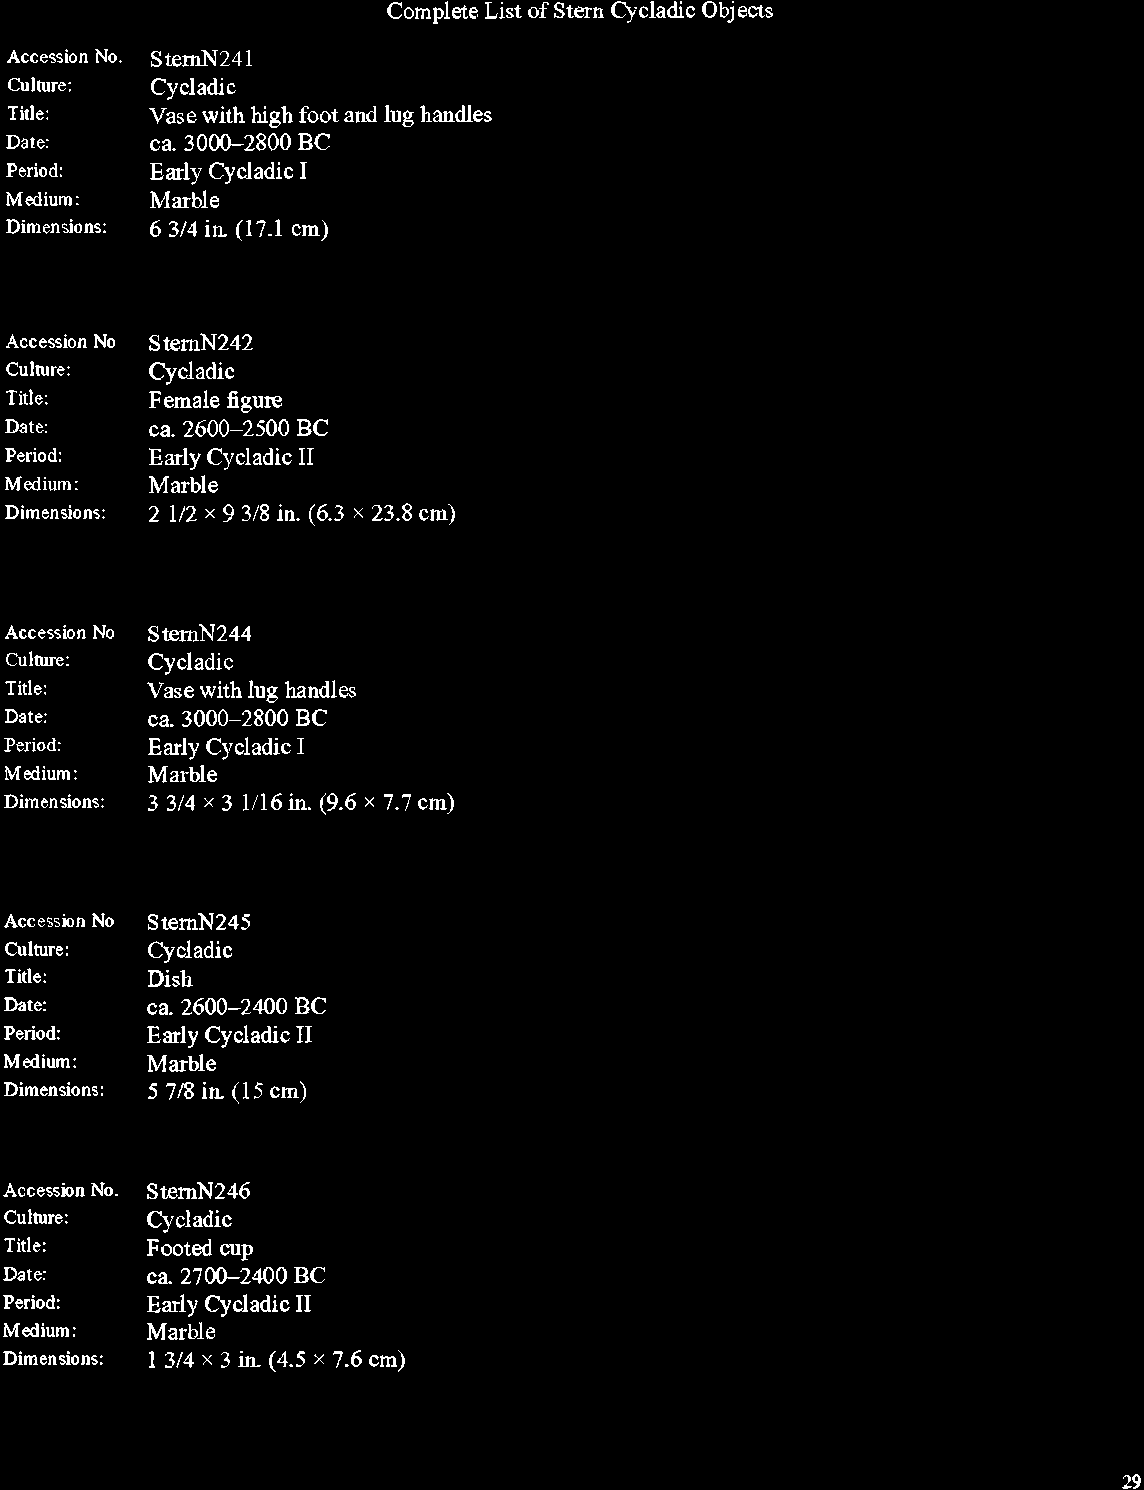 Complete List of Stern Cycladic Objects
Accession No. SternN241
Culture: Cycladic
Title: Vase with high foot and lug handles
Date: ca. 3000–2800 BC
Period: Early Cycladic I
Medium: Marble
Dimensions: 6 3/4 in. (17.1 cm)
Accession No SternN242
Culture: Cycladic
Title: Female figure
Date: ca. 2600–2500 BC
Period: Early Cycladic II
Medium: Marble
Dimensions: 2 1/2 × 9 3/8 in. (6.3 × 23.8 cm)
Accession No SternN244
Culture: Cycladic
Title: Vase with lug handles
Date: ca. 3000–2800 BC
Period: Early Cycladic I
Medium: Marble
Dimensions: 3 3/4 × 3 1/16 in. (9.6 × 7.7 cm)
Accession No SternN245
Culture: Cycladic
Title: Dish
Date: ca. 2600–2400 BC
Period: Early Cycladic II
Medium: Marble
Dimensions: 5 7/8 in. (15 cm)
Accession No. SternN246
Culture: Cycladic
Title: Footed cup
Date: ca. 2700–2400 BC
Period: Early Cycladic II
Medium: Marble
Dimensions: 1 3/4 × 3 in. (4.5 × 7.6 cm)
29